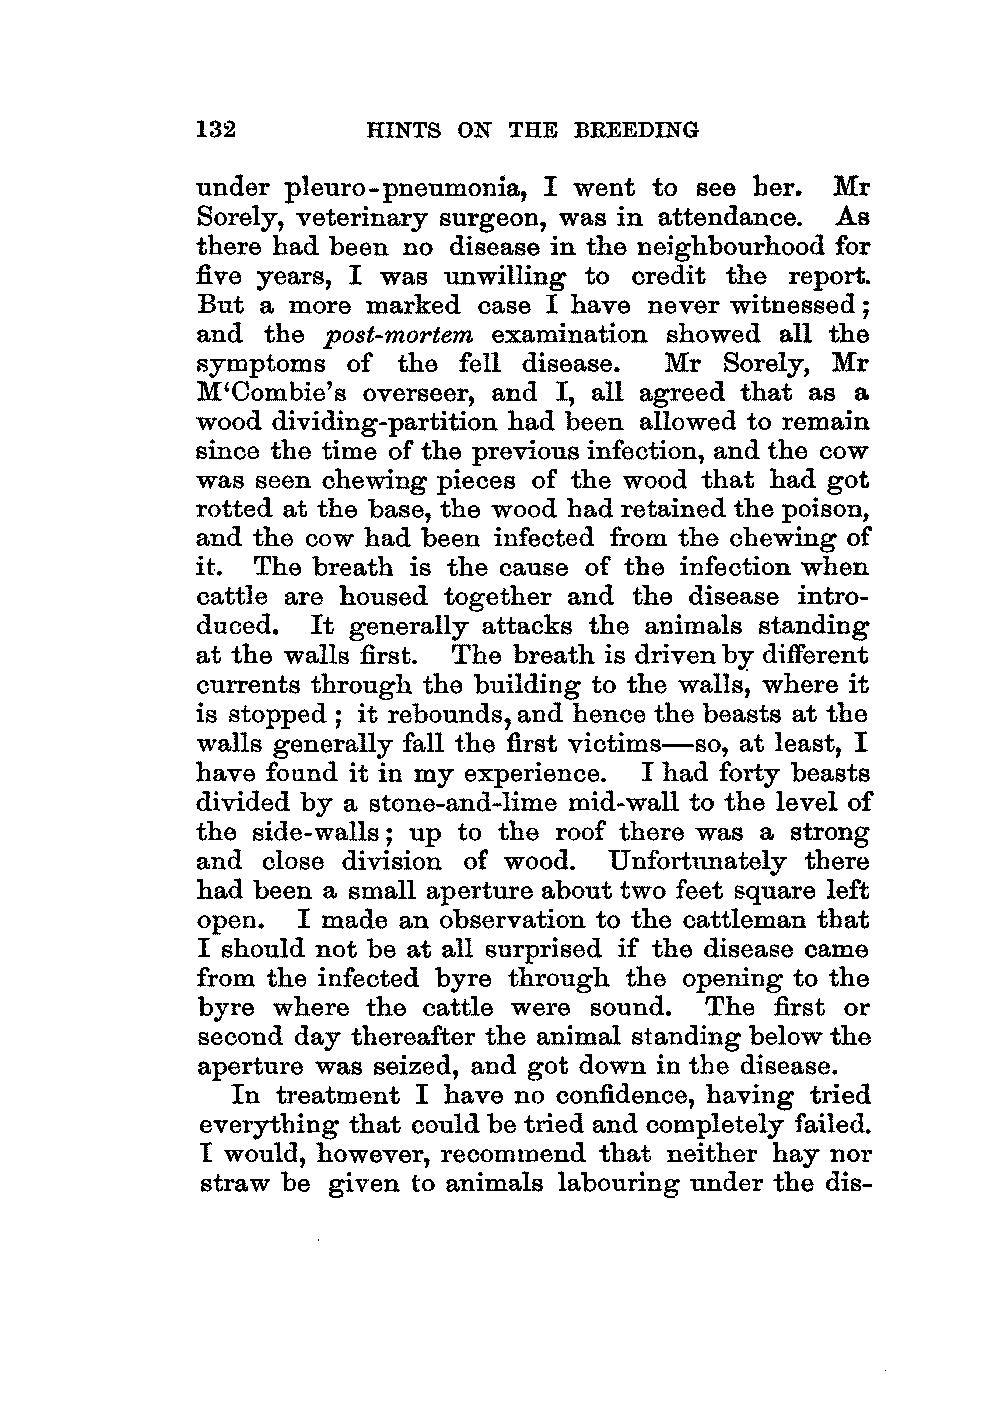 132 HINTS ON THE BREEDING
under pleuro-pneumonia, I went to see her. Mr
Sorely, veterinary surgeon, was in attendance. As
there had been no disease in the neighbourhood for
five years, I was unwilling to credit the report.
But a more marked case I have never witnessed;
and the post-mortem examination showed all the
symptoms of the fell disease. Mr Sorely, Mr
M‘Combie's overseer, and I, all agreed that as a
wood dividing-partition had been allowed to remain
since the time of the previous infection, and the cow
was seen chewing pieces of the wood that had got
rotted at the base, the wood had retained the poison,
and the cow had been infected from the chewing of
it. The breath is the cause of the infection when
cattle are housed together and the disease intro-
duced. It generally attacks the animals standing
at the walls first. The breath is driven by different
currents through the building to the walls, where it
is stopped; it rebounds, and hence the beasts at the
walls generally fall the first victims—so, at least, I
have found it in my experience. I had forty beasts
divided by a stone-and-lime mid-wall to the level of
the side-walls; up to the roof there was a strong
and close division of wood. Unfortunately there
had been a small aperture about two feet square left
open. I made an observation to the cattleman that
I should not be at all surprised if the disease came
from the infected byre through the opening to the
byre where the cattle were sound. The first or
second day thereafter the animal standing below the
aperture was seized, and got down in the disease.
In treatment I have no confidence, having tried
everything that could be tried and completely failed.
I would, however, recommend that neither hay nor
straw be given to animals labouring under the dis-